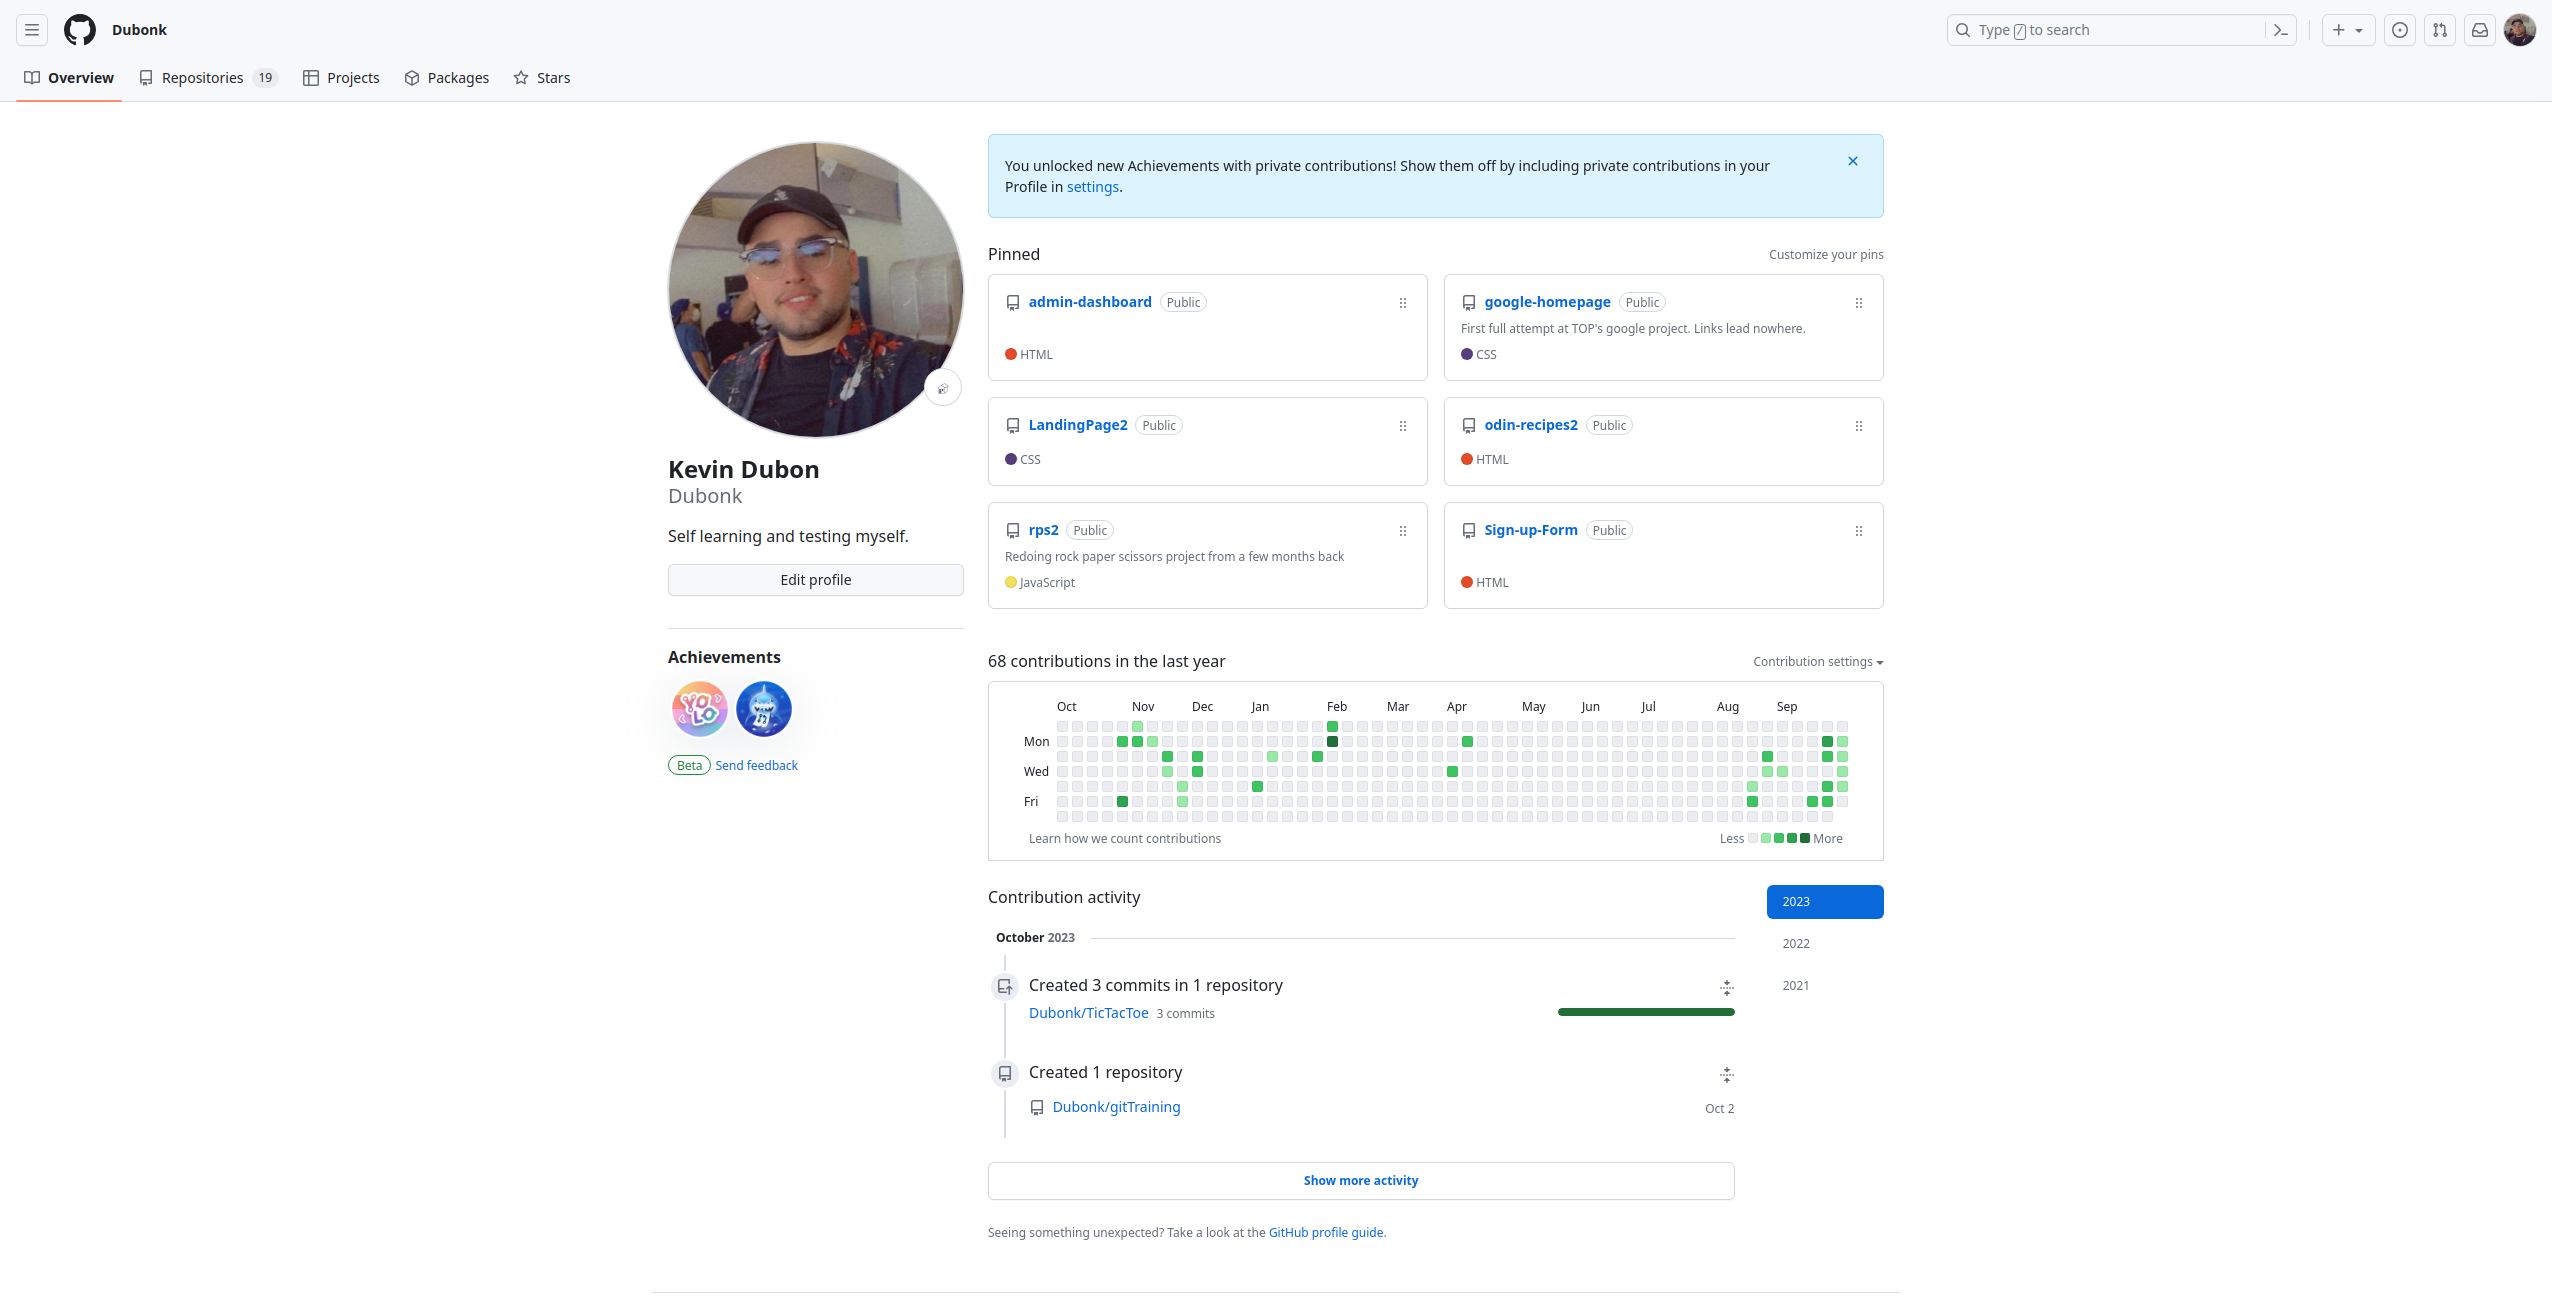 Dubonk
Type / to search
Overview
Repositories 19
Projects
Packages
Stars
Kevin Dubon
Dubonk
Self learning and testing myself.
Edit profile
Achievements
YOLO
Beta Send feedback
You unlocked new Achievements with private contributions! Show them off by including private contributions in your
Profile in settings.
Pinned
Customize your pins
admin-dashboard Public
HTML
google-homepage Public
First full attempt at TOP's google project. Links lead nowhere.
CSS
LandingPage2 Public
CSS
odin-recipes2 Public
HTML
rps2 Public
Redoing rock paper scissors project from a few months back
JavaScript
Sign-up-Form Public
HTML
68 contributions in the last year
Contribution settings
Oct Nov Dec Jan Feb Mar Apr May Jun Jul Aug Sep
Mon
Wed
Fri
Learn how we count contributions
Less More
Contribution activity
2023
2022
2021
October 2023
Created 3 commits in 1 repository
Dubonk/TicTacToe 3 commits
Created 1 repository
Dubonk/gitTraining Oct 2
Show more activity
Seeing something unexpected? Take a look at the GitHub profile guide.